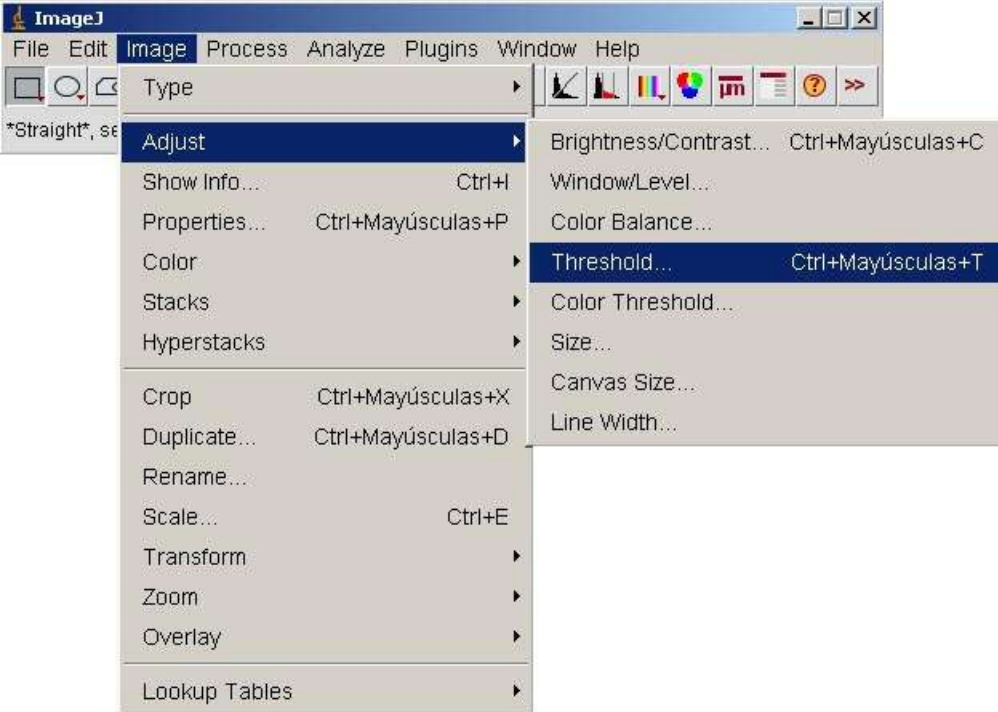 ImageJ
File Edit Image Process Analyze Plugins Window Help
μm ? >>
*Straight*, se
Type
Adjust
Show Info... Ctrl+I
Properties... Ctrl+Mayúsculas+P
Color
Stacks
Hyperstacks
Crop Ctrl+Mayúsculas+X
Duplicate... Ctrl+Mayúsculas+D
Rename...
Scale... Ctrl+E
Transform
Zoom
Overlay
Lookup Tables
Brightness/Contrast... Ctrl+Mayúsculas+C
Window/Level...
Color Balance...
Threshold... Ctrl+Mayúsculas+T
Color Threshold...
Size...
Canvas Size...
Line Width...